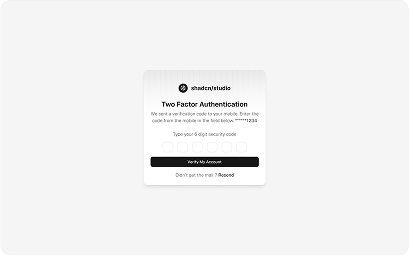 shadcn/studio
Two Factor Authentication
We sent a verification code to your mobile. Enter the
code from the mobile in the field below. ******1234
Type your 6 digit security code
Verify My Account
Didn't get the mail ? Resend